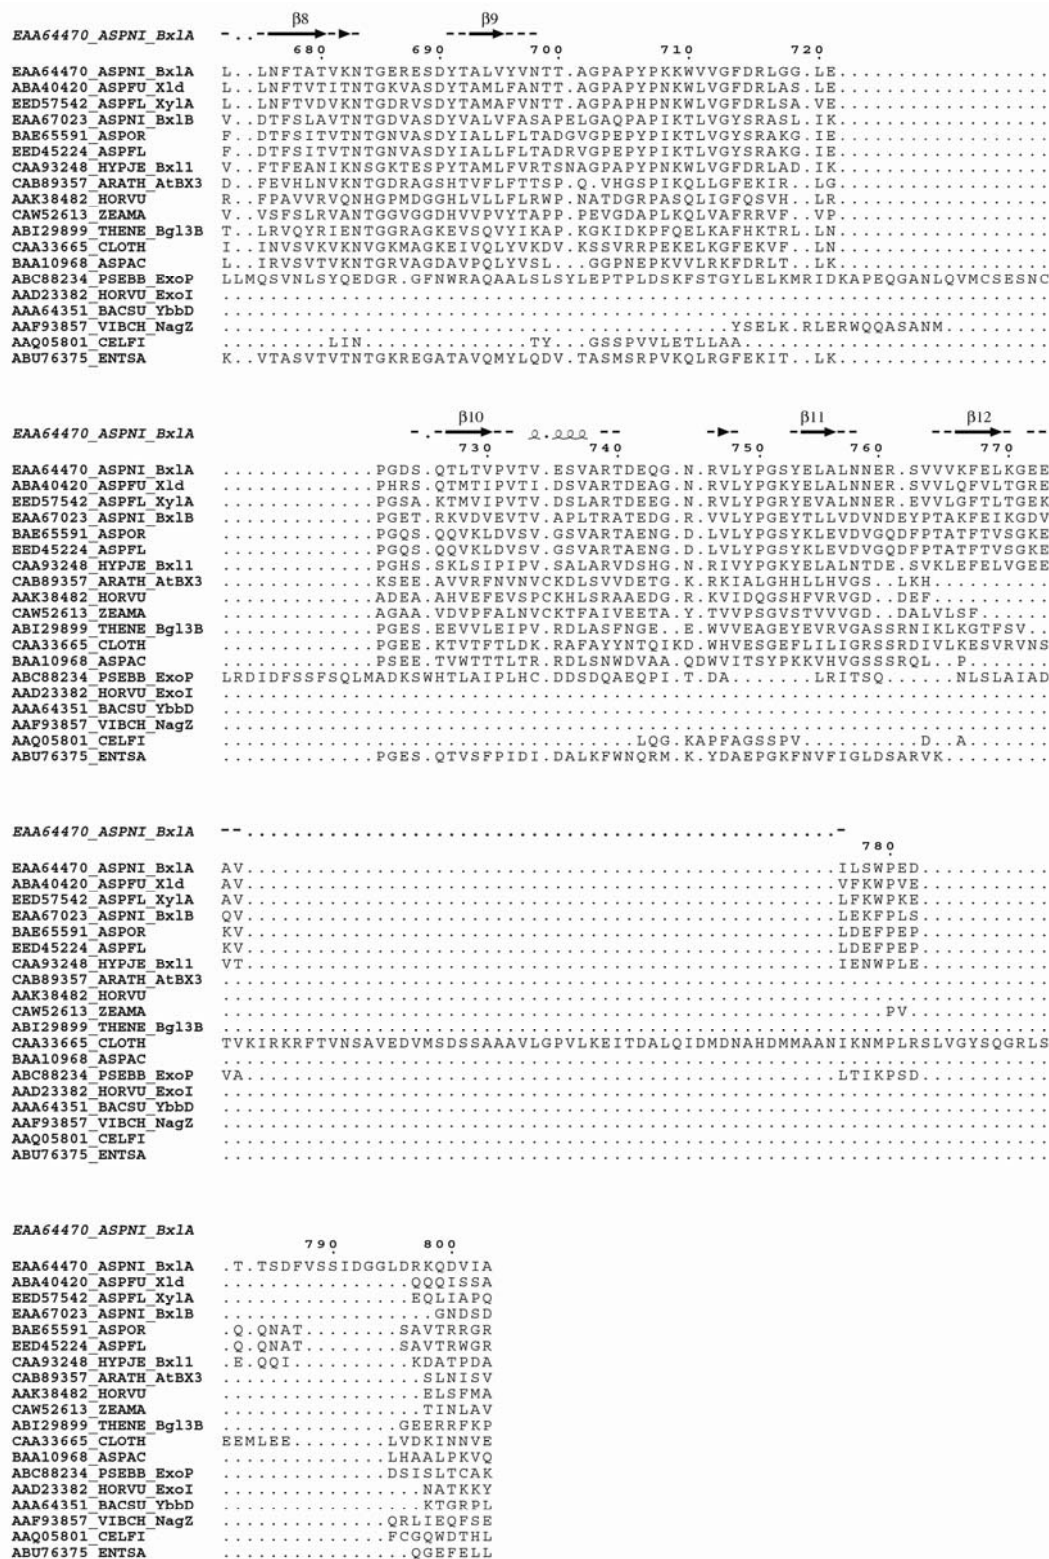 β8 β9
EAA64470_ASPNI_BxlA
680 690 700 710 720
EAA64470_ASPNI_BxlA L..LNFTATVKNTGERESDYTALVYVNTT.AGPAPYPKKWVVGFDRLGG.LE..................
ABA40420_ASPFU_Xld L..LNFTVTITNTGKVASDYTAMLFANTT.AGPAPYPNKWLVGFDRLASLE..................
EED57542_ASPFL_XylA L..LNFTVDVKNTGDRVSDYTAMAFVNTT.AGPAPHPNKWLVGFDRLSA.VE..................
EAA67023_ASPNI_BxlB V..DTFSLAVTNTGDVASDYVALVFASAPELGAQPAPIKTLVGYSRAKG.IK..................
BAE65591_ASPOR F..DTFSITVTNTGNVASDYIALLFLTADGVGPEPYPIKTLVGYSRAKG.IE..................
EED45224_ASPFL F..DTFSITVTNTGNVASDYIALLFLTADRVGPEPYPIKTLVGYSRAKG.IE..................
CAA93248_HYPJE_Bxl1 V..FTFEANIKNSGKTESPYTAMLFVRTSNAGPAPYPNKWLVGFDRLAD.IK..................
CAB89357_ARATH_AtBX3 D..FEVHLNVKNTGDRAGSHTVFLFTTSP.Q.VHGSPIKQLLGFEKIR..LG..................
AAK38482_HORVU R..FPAVVRVQNHGPMDGGHLVLLFLRWP.NATDGRPASQLIGFQSVH..LR..................
CAW52613_ZEAMA V..VSFSLRVANTGGVGGDHVVPVYTAPP.PEVGDAPLKQLVAFRRVF..VP..................
ABI29899_THENE_Bgl3B T..LRVQYRIENTGGRAGKEVSQVYIKAP.KGKIDKPFQELKAFHKTRL.LN..................
CAA33665_CLOTH I..INVSVKVKNVGKMAGKEIVQLYVKDV.KSSVRRPEKELKGFEKVF..LN..................
BAA10968_ASPAC L..IRVSVTVKNTGRVAGDAVPQLYVSL...GGPNEPKVVLRKFDRLT..LK..................
ABC88234_PSEBB_ExoP LLMQSVNLSYQEDGR.GFNWRAQAALSLSYLEPTPLDSKFSTGYLELKMRIDKAPEQGANLQVMCSESNC
AAD23382_HORVU_ExoI ......................................................................
AAA64351_BACSU_YbbD ......................................................................
AAF93857_VIBCH_NagZ ...........................................YSELK.RLERWQQASANM.........
AAQ05801_CELFI .........LIN..............TY...GSSPVVLETLLAA..........................
ABU76375_ENTSA K..VTASVTVTNTGKREGATAVQMYLQDV.TASMSRPVKQLRGFEKIT..LK..................
β10 β11 β12
EAA64470_ASPNI_BxlA
730 740 750 760 770
EAA64470_ASPNI_BxlA .............PGDS.QTLTVPVTV.ESVARTDEQG.N.RVLYPGSYELALNNER.SVVVKFELKGEE
ABA40420_ASPFU_Xld .............PHRS.QTMTIPVTI.DSVARTDEAG.N.RVLYPGKYELALNNER.SVVLQFVLTGRE
EED57542_ASPFL_XylA .............PGSA.KTMVIPVTV.DSLARTDEEG.N.RVLYPGRYEVALNNER.EVVLGFTLTGEK
EAA67023_ASPNI_BxlB .............PGET.RKVDVEVTV.APLTRATEDG.R.VVLYPGEYTLLVDVNDEYPTAKFEIKGDV
BAE65591_ASPOR .............PGQS.QQVKLDVSV.GSVARTAENG.D.LVLYPGSYKLEVDVGQDFPTATFTVSGKE
EED45224_ASPFL .............PGQS.QQVKLDVSV.GSVARTAENG.D.LVLYPGSYKLEVDVGQDFPTATFTVSGKE
CAA93248_HYPJE_Bxl1 .............PGHS.SKLSIPIPV.SALARVDSHG.N.RIVYPGKYELALNTDE.SVKLEFELVGEE
CAB89357_ARATH_AtBX3 .............KSEE.AVVRFNVNVCKDLSVVDETG.K.RKIALGHHLLHVGS..LKH..........
AAK38482_HORVU .............ADEA.AHVEFEVSPCKHLSRAAEDG.R.KVIDQGSHFVRVGD..DEF..........
CAW52613_ZEAMA .............AGAA.VDVPFALNVCKTFAIVEETA.Y.TVVPSGVSTVVVGD.DALVLSF.......
ABI29899_THENE_Bgl3B .............PGES.EEVVLEIPV.RDLASFNGE..E.WVVEAGEYEVRVGASSRNIKLKGTFSV..
CAA33665_CLOTH .............PGEE.KTVTFTLDK.RAFAYYNTQIKD.WHVESGEFLILIGRSSRDIVLKESVRVNS
BAA10968_ASPAC .............PSEE.TVWTTTLTR.RDLSNWDVAA.QDWVITSYPKKVHVGSSSRQL..P.......
ABC88234_PSEBB_ExoP LRDIDFSSFSQLMADKSWHTLAIPLHC.DDSDQAEQPI.T.DA.......LRITSQ....NLSLAIAD
AAD23382_HORVU_ExoI ......................................................................
AAA64351_BACSU_YbbD ......................................................................
AAF93857_VIBCH_NagZ ......................................................................
AAQ05801_CELFI ...................................LQG.KAPFAGSSPV..........D..A.......
ABU76375_ENTSA .............PGES.QTVSFPIDI.DALKFWNQRM.K.YDAEPGKFNVFIGLDSARVK.........
EAA64470_ASPNI_BxlA
780
EAA64470_ASPNI_BxlA AV..................................................ILSWPED...........
ABA40420_ASPFU_Xld AV..................................................VFKWPVE...........
EED57542_ASPFL_XylA AV..................................................LFKWPKE...........
EAA67023_ASPNI_BxlB QV..................................................LEKFPLS...........
BAE65591_ASPOR KV..................................................LDEFPEP...........
EED45224_ASPFL KV..................................................LDEFPEP...........
CAA93248_HYPJE_Bxl1 VT..................................................IENWPLE...........
CAB89357_ARATH_AtBX3 ......................................................................
AAK38482_HORVU ......................................................................
CAW52613_ZEAMA ........................................................PV............
ABI29899_THENE_Bgl3B ......................................................................
CAA33665_CLOTH TVKIRKRFTVNSAVEDVMSDSSAAAVLGPVLKEITDALQIDMDNAHDMMAANIKNMPLRSLVGYSQGRLS
BAA10968_ASPAC ......................................................................
ABC88234_PSEBB_ExoP VA..................................................LTIKPSD...........
AAD23382_HORVU_ExoI ......................................................................
AAA64351_BACSU_YbbD ......................................................................
AAF93857_VIBCH_NagZ ......................................................................
AAQ05801_CELFI ......................................................................
ABU76375_ENTSA ......................................................................
EAA64470_ASPNI_BxlA
790 800
EAA64470_ASPNI_BxlA .T.TSDFVSSIDGGLDRKQDVIA
ABA40420_ASPFU_Xld ................QQQISSA
EED57542_ASPFL_XylA ................EQLIAPQ
EAA67023_ASPNI_BxlB ..................GNDSD
BAE65591_ASPOR .Q.QNAT........SAVTRRGR
EED45224_ASPFL .Q.QNAT........SAVTRWGR
CAA93248_HYPJE_Bxl1 .E.QQI..........KDATPDA
CAB89357_ARATH_AtBX3 .................SLNISV
AAK38482_HORVU .................ELSFMA
CAW52613_ZEAMA .................TINLAV
ABI29899_THENE_Bgl3B ...............GEERRFKP
CAA33665_CLOTH EEMLEE........LVDKINNVE
BAA10968_ASPAC ..............LHAALPKVQ
ABC88234_PSEBB_ExoP ..............DSISLTCAK
AAD23382_HORVU_ExoI .................NATKKY
AAA64351_BACSU_YbbD .................KTGRPL
AAF93857_VIBCH_NagZ ..............QRLIEQFSE
AAQ05801_CELFI ..............FCGQWDTHL
ABU76375_ENTSA ................QGEFELL